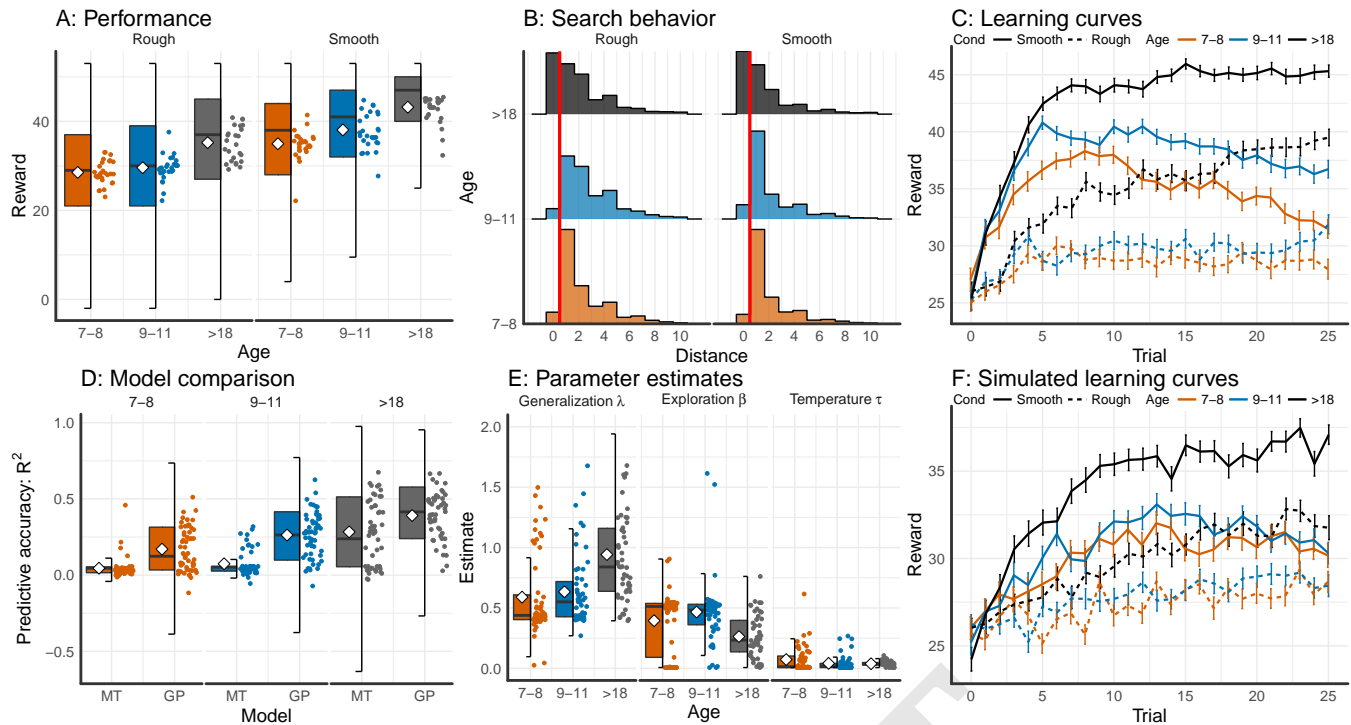 A: Performance
Rough Smooth
Reward
40
20
0
7–8 9–11 >18 7–8 9–11 >18
Age
B: Search behavior
Rough Smooth
Age
>18
9–11
7–8
0 2 4 6 8 10 0 2 4 6 8 10
Distance
C: Learning curves
Cond Smooth Rough Age 7–8 9–11 >18
Reward
45
40
35
30
25
0 5 10 15 20 25
Trial
D: Model comparison
7–8 9–11 >18
Predictive accuracy: R²
1.0
0.5
0.0
−0.5
MT GP MT GP MT GP
Model
E: Parameter estimates
Generalization λ Exploration β Temperature τ
Estimate
2.0
1.5
1.0
0.5
0.0
7–8 9–11 >18 7–8 9–11 >18 7–8 9–11 >18
Age
F: Simulated learning curves
Cond Smooth Rough Age 7–8 9–11 >18
Reward
35
30
25
0 5 10 15 20 25
Trial